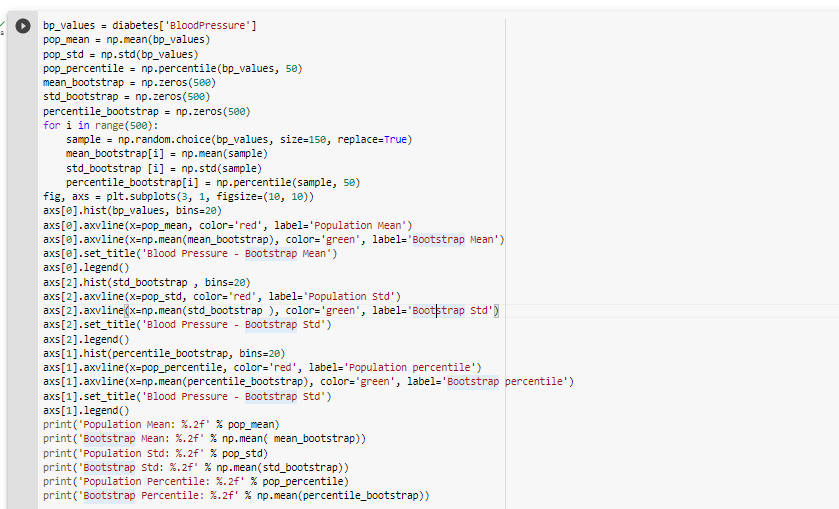 bp_values = diabetes['BloodPressure']
pop_mean = np.mean(bp_values)
pop_std = np.std(bp_values)
pop_percentile = np.percentile(bp_values, 50)
mean_bootstrap = np.zeros(500)
std_bootstrap = np.zeros(500)
percentile_bootstrap = np.zeros(500)
for i in range(500):
    sample = np.random.choice(bp_values, size=150, replace=True)
    mean_bootstrap[i] = np.mean(sample)
    std_bootstrap [i] = np.std(sample)
    percentile_bootstrap[i] = np.percentile(sample, 50)
fig, axs = plt.subplots(3, 1, figsize=(10, 10))
axs[0].hist(bp_values, bins=20)
axs[0].axvline(x=pop_mean, color='red', label='Population Mean')
axs[0].axvline(x=np.mean(mean_bootstrap), color='green', label='Bootstrap Mean')
axs[0].set_title('Blood Pressure - Bootstrap Mean')
axs[0].legend()
axs[2].hist(std_bootstrap , bins=20)
axs[2].axvline(x=pop_std, color='red', label='Population Std')
axs[2].axvline(x=np.mean(std_bootstrap ), color='green', label='Bootstrap Std')
axs[2].set_title('Blood Pressure - Bootstrap Std')
axs[2].legend()
axs[1].hist(percentile_bootstrap, bins=20)
axs[1].axvline(x=pop_percentile, color='red', label='Population percentile')
axs[1].axvline(x=np.mean(percentile_bootstrap), color='green', label='Bootstrap percentile')
axs[1].set_title('Blood Pressure - Bootstrap Std')
axs[1].legend()
print('Population Mean: %.2f' % pop_mean)
print('Bootstrap Mean: %.2f' % np.mean( mean_bootstrap))
print('Population Std: %.2f' % pop_std)
print('Bootstrap Std: %.2f' % np.mean(std_bootstrap))
print('Population Percentile: %.2f' % pop_percentile)
print('Bootstrap Percentile: %.2f' % np.mean(percentile_bootstrap))